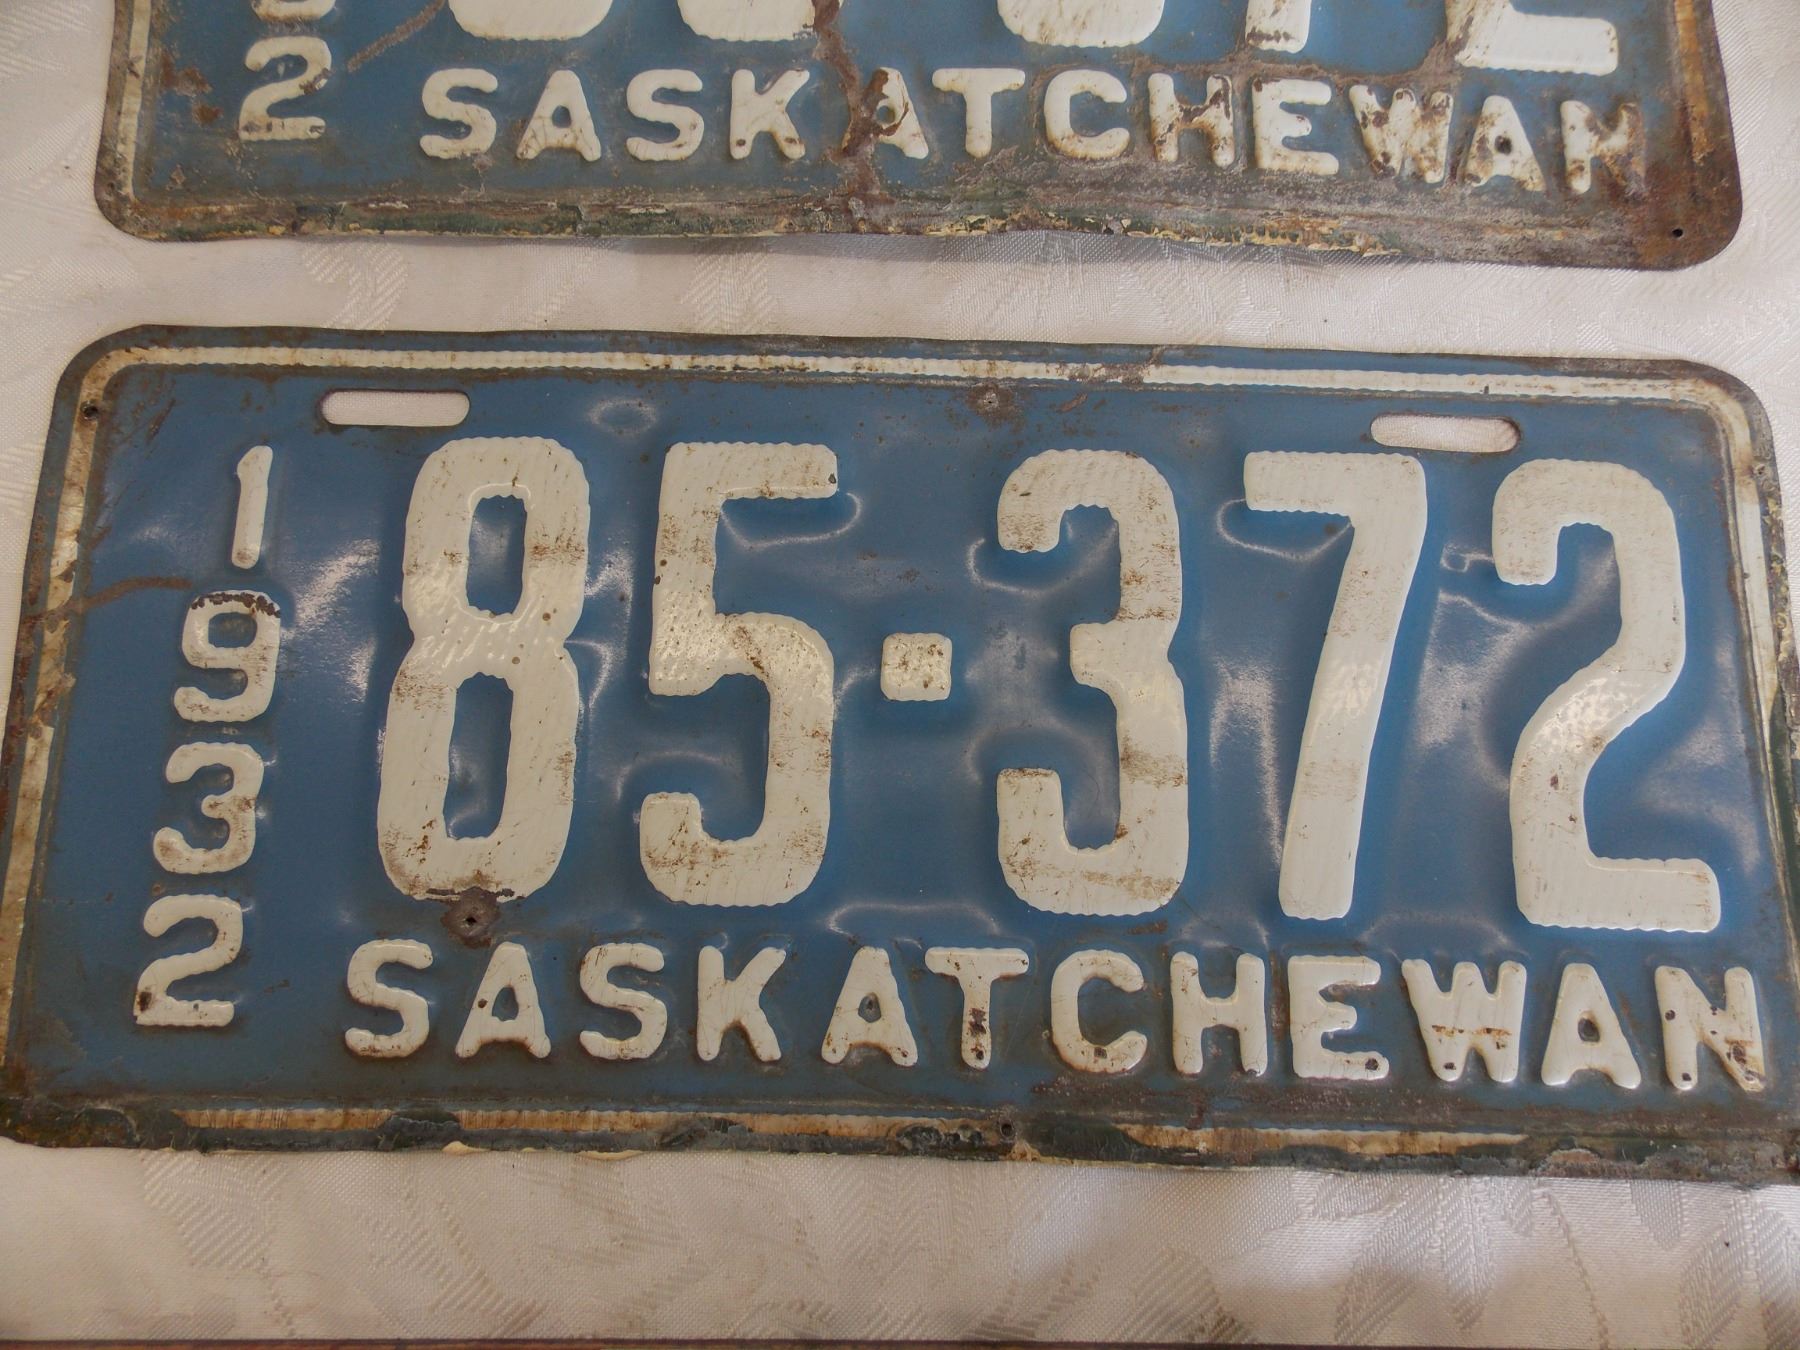 2
SASKATCHEWAN
1932
85-372
SASKATCHEWAN